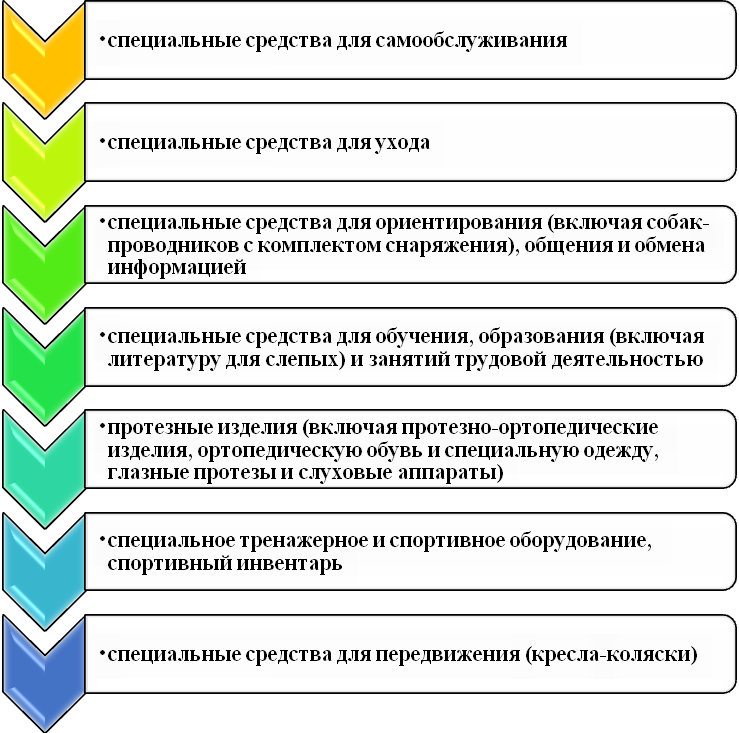 •специальные средства для самообслуживания
•специальные средства для ухода
•специальные средства для ориентирования (включая собак-
проводников с комплектом снаряжения), общения и обмена
информацией
•специальные средства для обучения, образования (включая
литературу для слепых) и занятий трудовой деятельностью
•протезные изделия (включая протезно-ортопедические
изделия, ортопедическую обувь и специальную одежду,
глазные протезы и слуховые аппараты)
•специальное тренажерное и спортивное оборудование,
спортивный инвентарь
•специальные средства для передвижения (кресла-коляски)